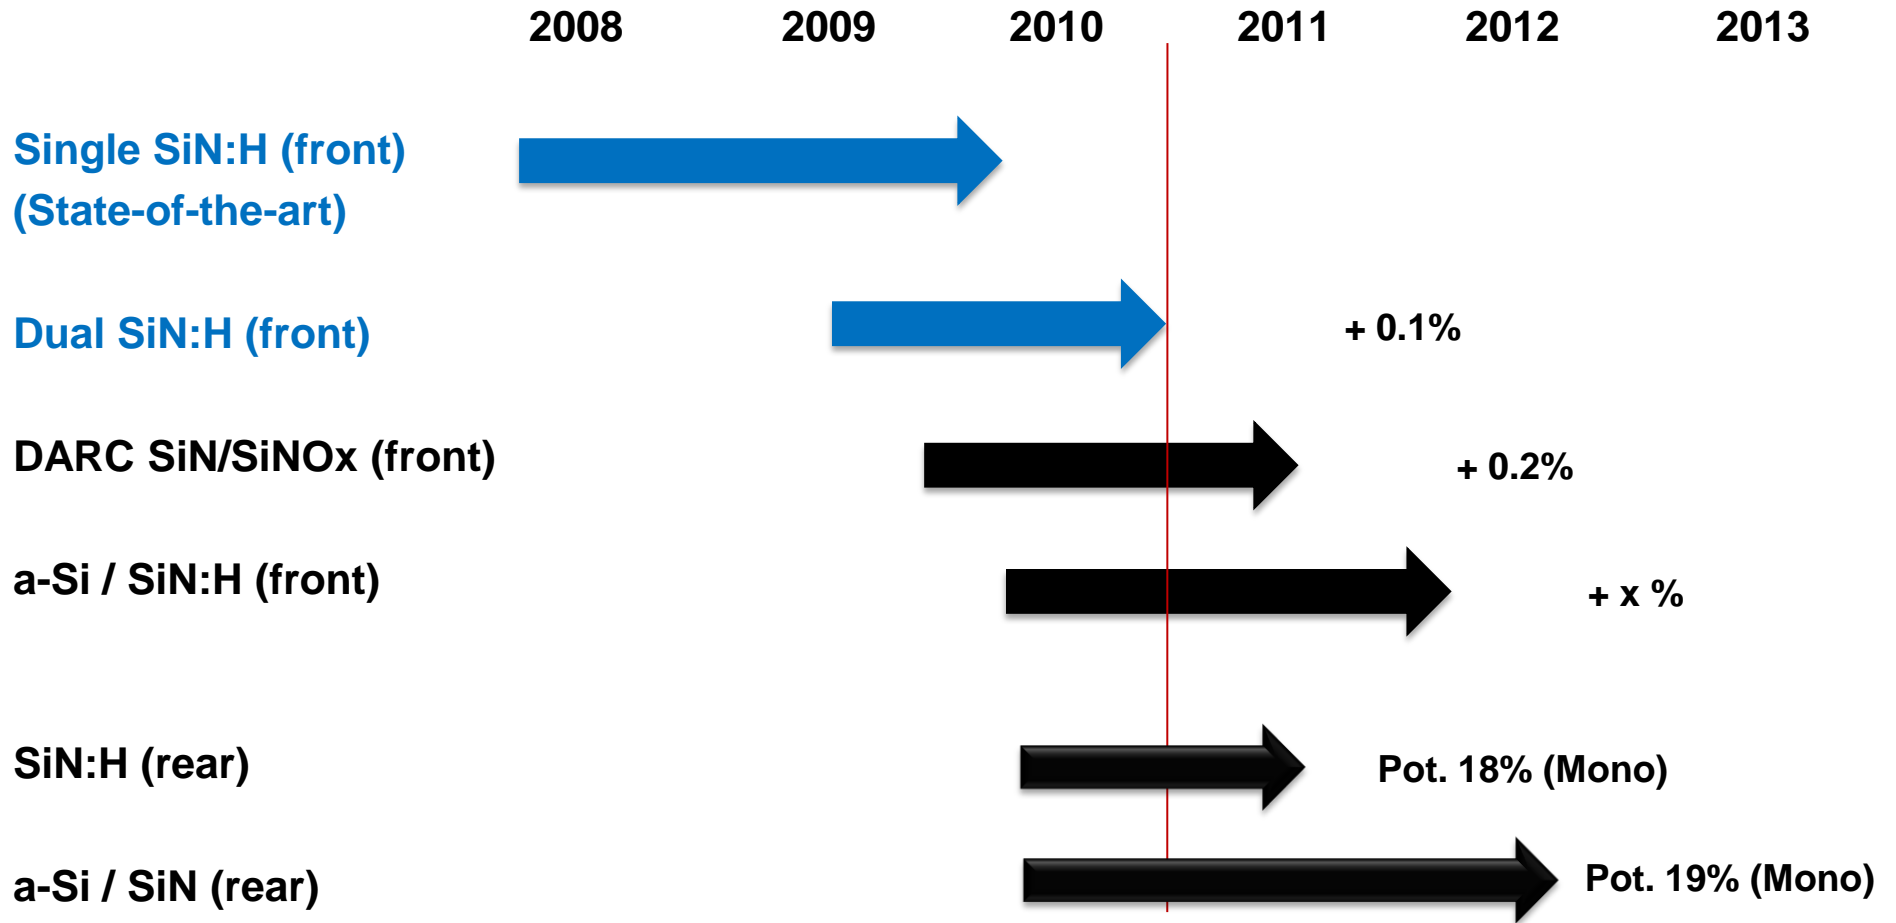 2008 2009 2010 2011 2012 2013
Single SiN:H (front)
(State-of-the-art)
Dual SiN:H (front)
+ 0.1%
DARC SiN/SiNOx (front)
+ 0.2%
a-Si / SiN:H (front)
+ x %
SiN:H (rear)
Pot. 18% (Mono)
a-Si / SiN (rear)
Pot. 19% (Mono)